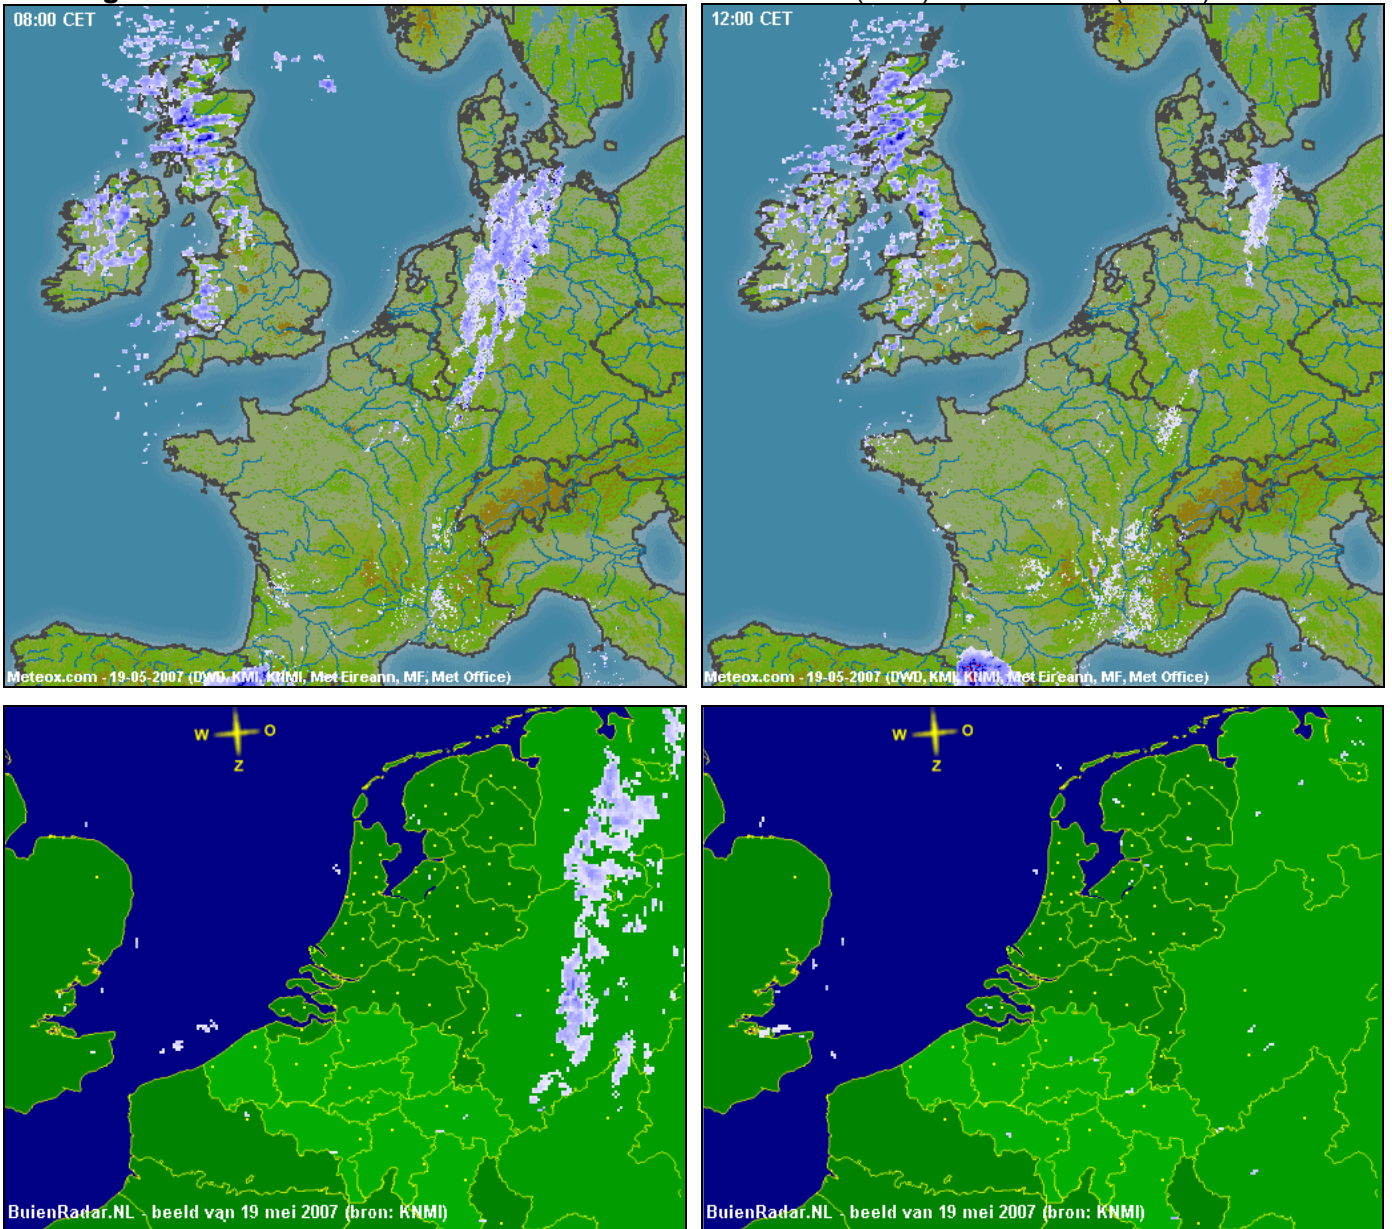 08:00 CET
12:00 CET
Meteox.com - 19-05-2007 (DWD, KMI, KNMI, Met Eireann, MF, Met Office)
Meteox.com - 19-05-2007 (DWD, KMI, KNMI, Met Eireann, MF, Met Office)
W O
Z
W O
Z
BuienRadar.NL - beeld van 19 mei 2007 (bron: KNMI)
BuienRadar.NL - beeld van 19 mei 2007 (bron: KNMI)